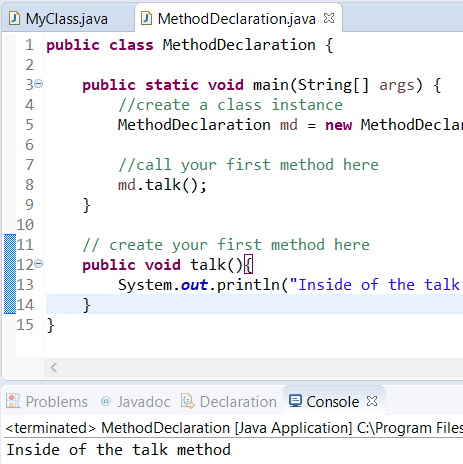 MyClass.java MethodDeclaration.java
1 public class MethodDeclaration {
2
3 public static void main(String[] args) {
4 //create a class instance
5 MethodDeclaration md = new MethodDeclar
6
7 //call your first method here
8 md.talk();
9 }
10
11 // create your first method here
12 public void talk(){
13 System.out.println("Inside of the talk
14 }
15 }
Problems @ Javadoc Declaration Console
<terminated> MethodDeclaration [Java Application] C:\Program Files
Inside of the talk method